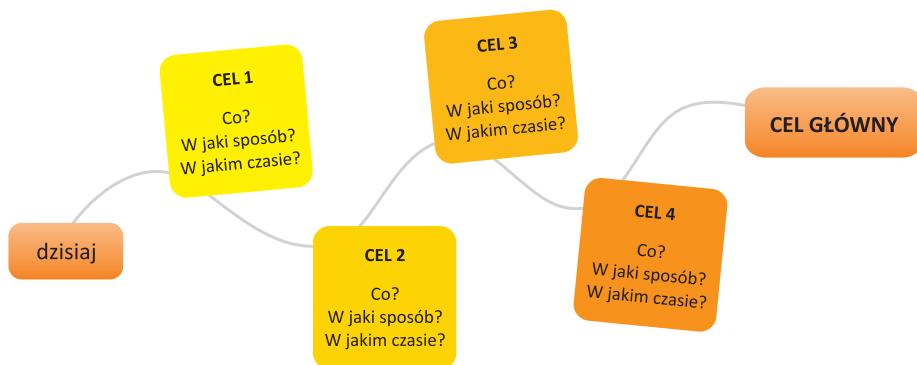 dzisiaj
CEL 1
Co?
W jaki sposób?
W jakim czasie?
CEL 2
Co?
W jaki sposób?
W jakim czasie?
CEL 3
Co?
W jaki sposób?
W jakim czasie?
CEL 4
Co?
W jaki sposób?
W jakim czasie?
CEL GŁÓWNY